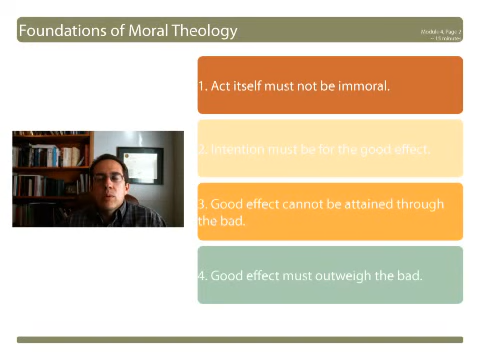 Foundations of Moral Theology
Module 4, Page 2
~ 15 minutes
1. Act itself must not be immoral.
2. Intention must be for the good effect.
3. Good effect cannot be attained through
the bad.
4. Good effect must outweigh the bad.